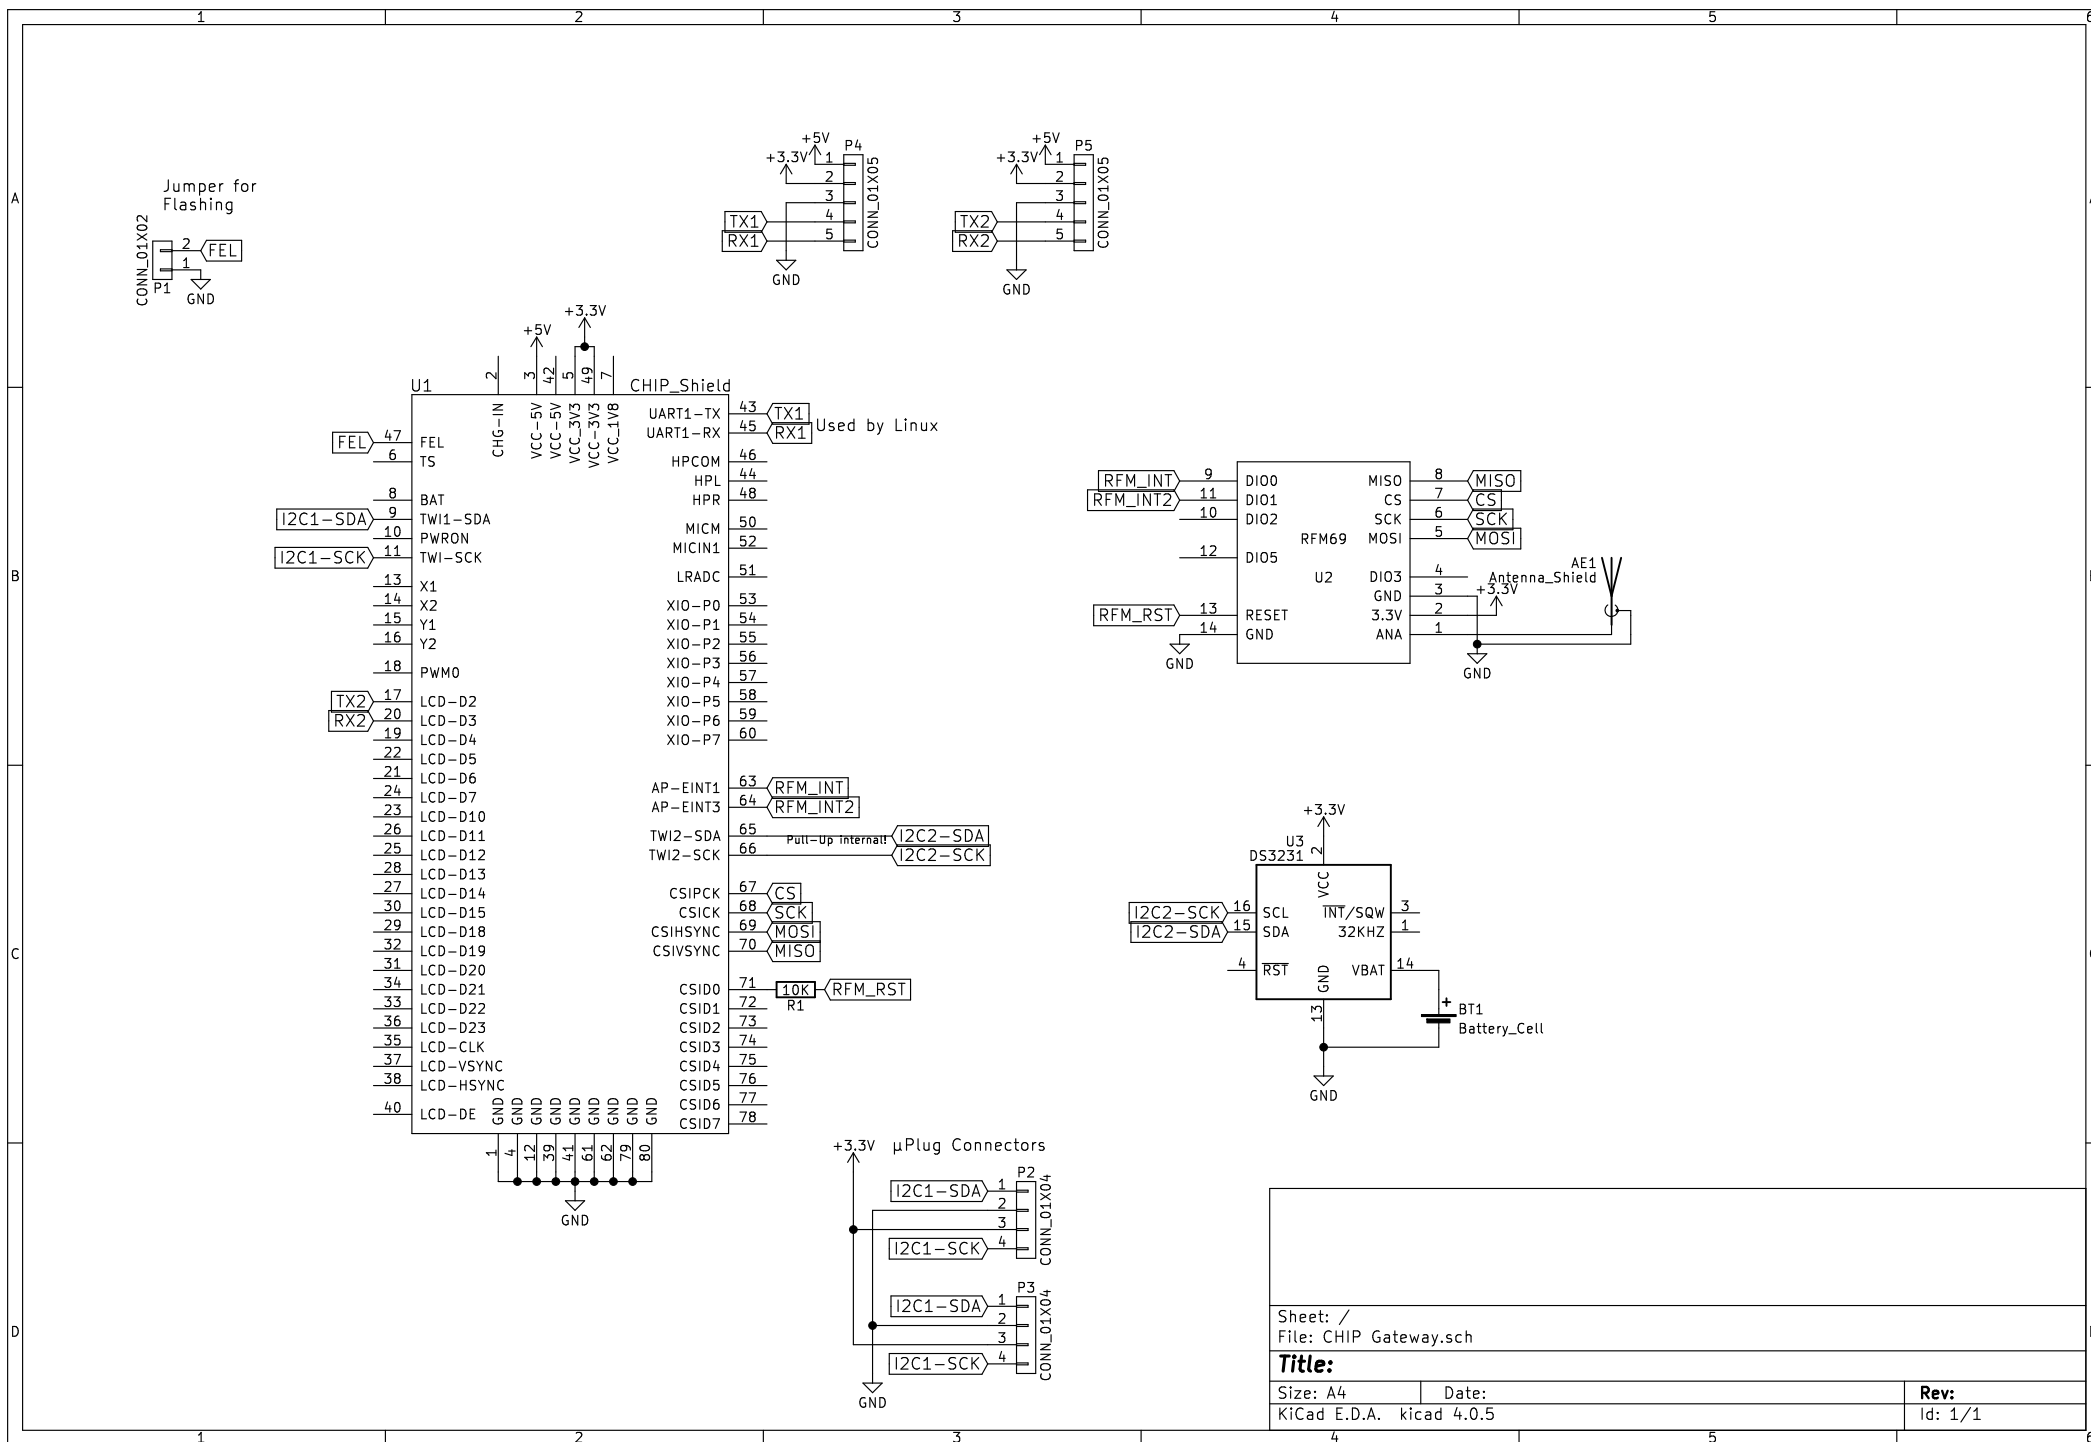 1 2 3 4 5 6
A
B
C
D
Jumper for
Flashing
CONN_01X02
2 FEL
1
P1
GND
+5V
P4
+3.3V
1
2
3
TX1 4
RX1 5
CONN_01X05
GND
+5V
P5
+3.3V
1
2
3
TX2 4
RX2 5
CONN_01X05
GND
+3.3V
+5V
2 3 42 5 49 7
U1
CHIP_Shield
CHG-IN
VCC-5V
VCC-5V
VCC_3V3
VCC-3V3
VCC_1V8
FEL 47 FEL
6 TS
8 BAT
I2C1-SDA 9 TWI1-SDA
10 PWRON
I2C1-SCK 11 TWI-SCK
13 X1
14 X2
15 Y1
16 Y2
18 PWM0
TX2 17 LCD-D2
RX2 20 LCD-D3
19 LCD-D4
22 LCD-D5
21 LCD-D6
24 LCD-D7
23 LCD-D10
26 LCD-D11
25 LCD-D12
28 LCD-D13
27 LCD-D14
30 LCD-D15
29 LCD-D18
32 LCD-D19
31 LCD-D20
34 LCD-D21
33 LCD-D22
36 LCD-D23
35 LCD-CLK
37 LCD-VSYNC
38 LCD-HSYNC
40 LCD-DE
UART1-TX 43 TX1
UART1-RX 45 RX1
Used by Linux
HPCOM 46
HPL 44
HPR 48
MICM 50
MICIN1 52
LRADC 51
XIO-P0 53
XIO-P1 54
XIO-P2 55
XIO-P3 56
XIO-P4 57
XIO-P5 58
XIO-P6 59
XIO-P7 60
AP-EINT1 63 RFM_INT
AP-EINT3 64 RFM_INT2
TWI2-SDA 65 I2C2-SDA
Pull-Up internal!
TWI2-SCK 66 I2C2-SCK
CSIPCK 67 CS
CSICK 68 SCK
CSIHSYNC 69 MOSI
CSIVSYNC 70 MISO
CSID0 71 10K RFM_RST
R1
CSID1 72
CSID2 73
CSID3 74
CSID4 75
CSID5 76
CSID6 77
CSID7 78
GND GND GND GND GND GND GND GND GND
1 4 12 39 41 61 62 79 80
GND
RFM_INT 9 DIO0
RFM_INT2 11 DIO1
10 DIO2
12 DIO5
RFM_RST 13 RESET
14 GND
GND
RFM69
U2
MISO 8 MISO
CS 7 CS
SCK 6 SCK
MOSI 5 MOSI
DIO3 4
GND 3
3.3V 2
ANA 1
AE1
Antenna_Shield
+3.3V
GND
+3.3V
U3
DS3231
2
VCC
I2C2-SCK 16 SCL
I2C2-SDA 15 SDA
4 RST
INT/SQW 3
32KHZ 1
VBAT 14
GND
13
+
BT1
Battery_Cell
GND
+3.3V
µPlug Connectors
P2
I2C1-SDA 1
2
3
I2C1-SCK 4
CONN_01X04
P3
I2C1-SDA 1
2
3
I2C1-SCK 4
CONN_01X04
GND
Sheet: /
File: CHIP Gateway.sch
Title:
Size: A4 Date: Rev:
KiCad E.D.A. kicad 4.0.5 Id: 1/1
1 2 3 4 5 6